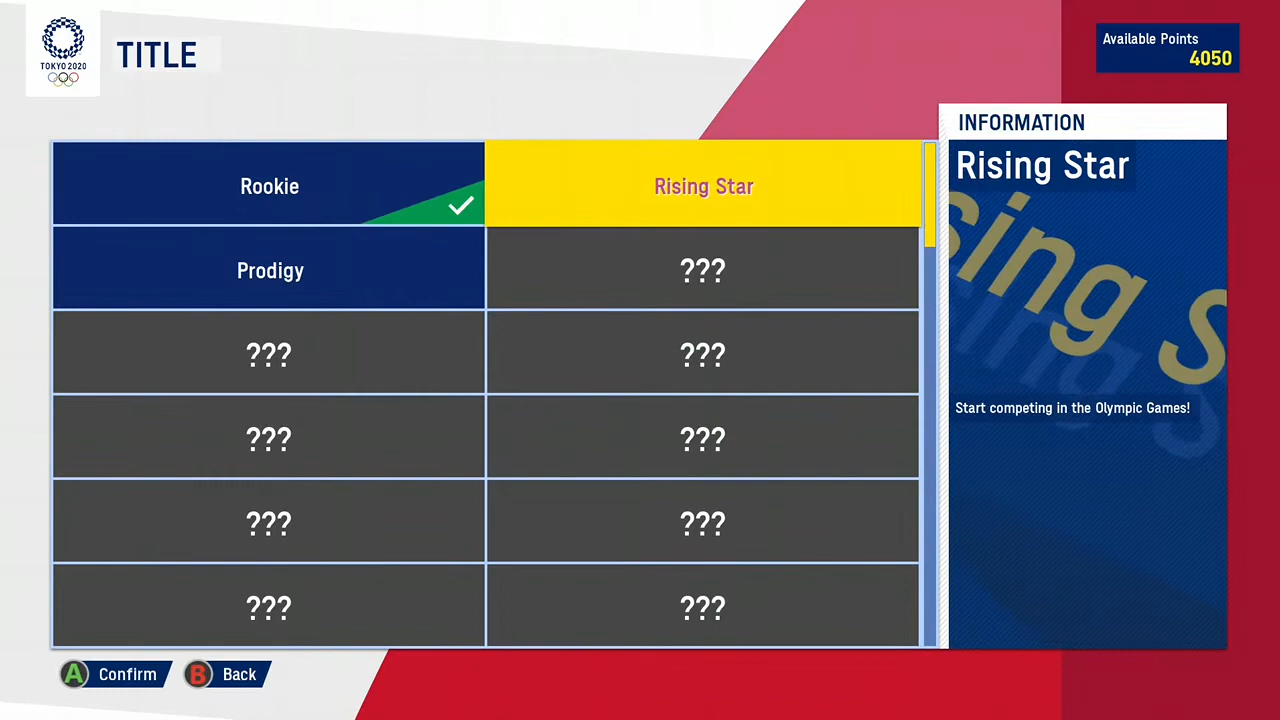 TOKYO 2020
TITLE
Available Points
4050
INFORMATION
Rising Star
sing S
Start competing in the Olympic Games!
Rookie
Rising Star
Prodigy
???
???
???
???
???
???
???
???
???
A Confirm
B Back